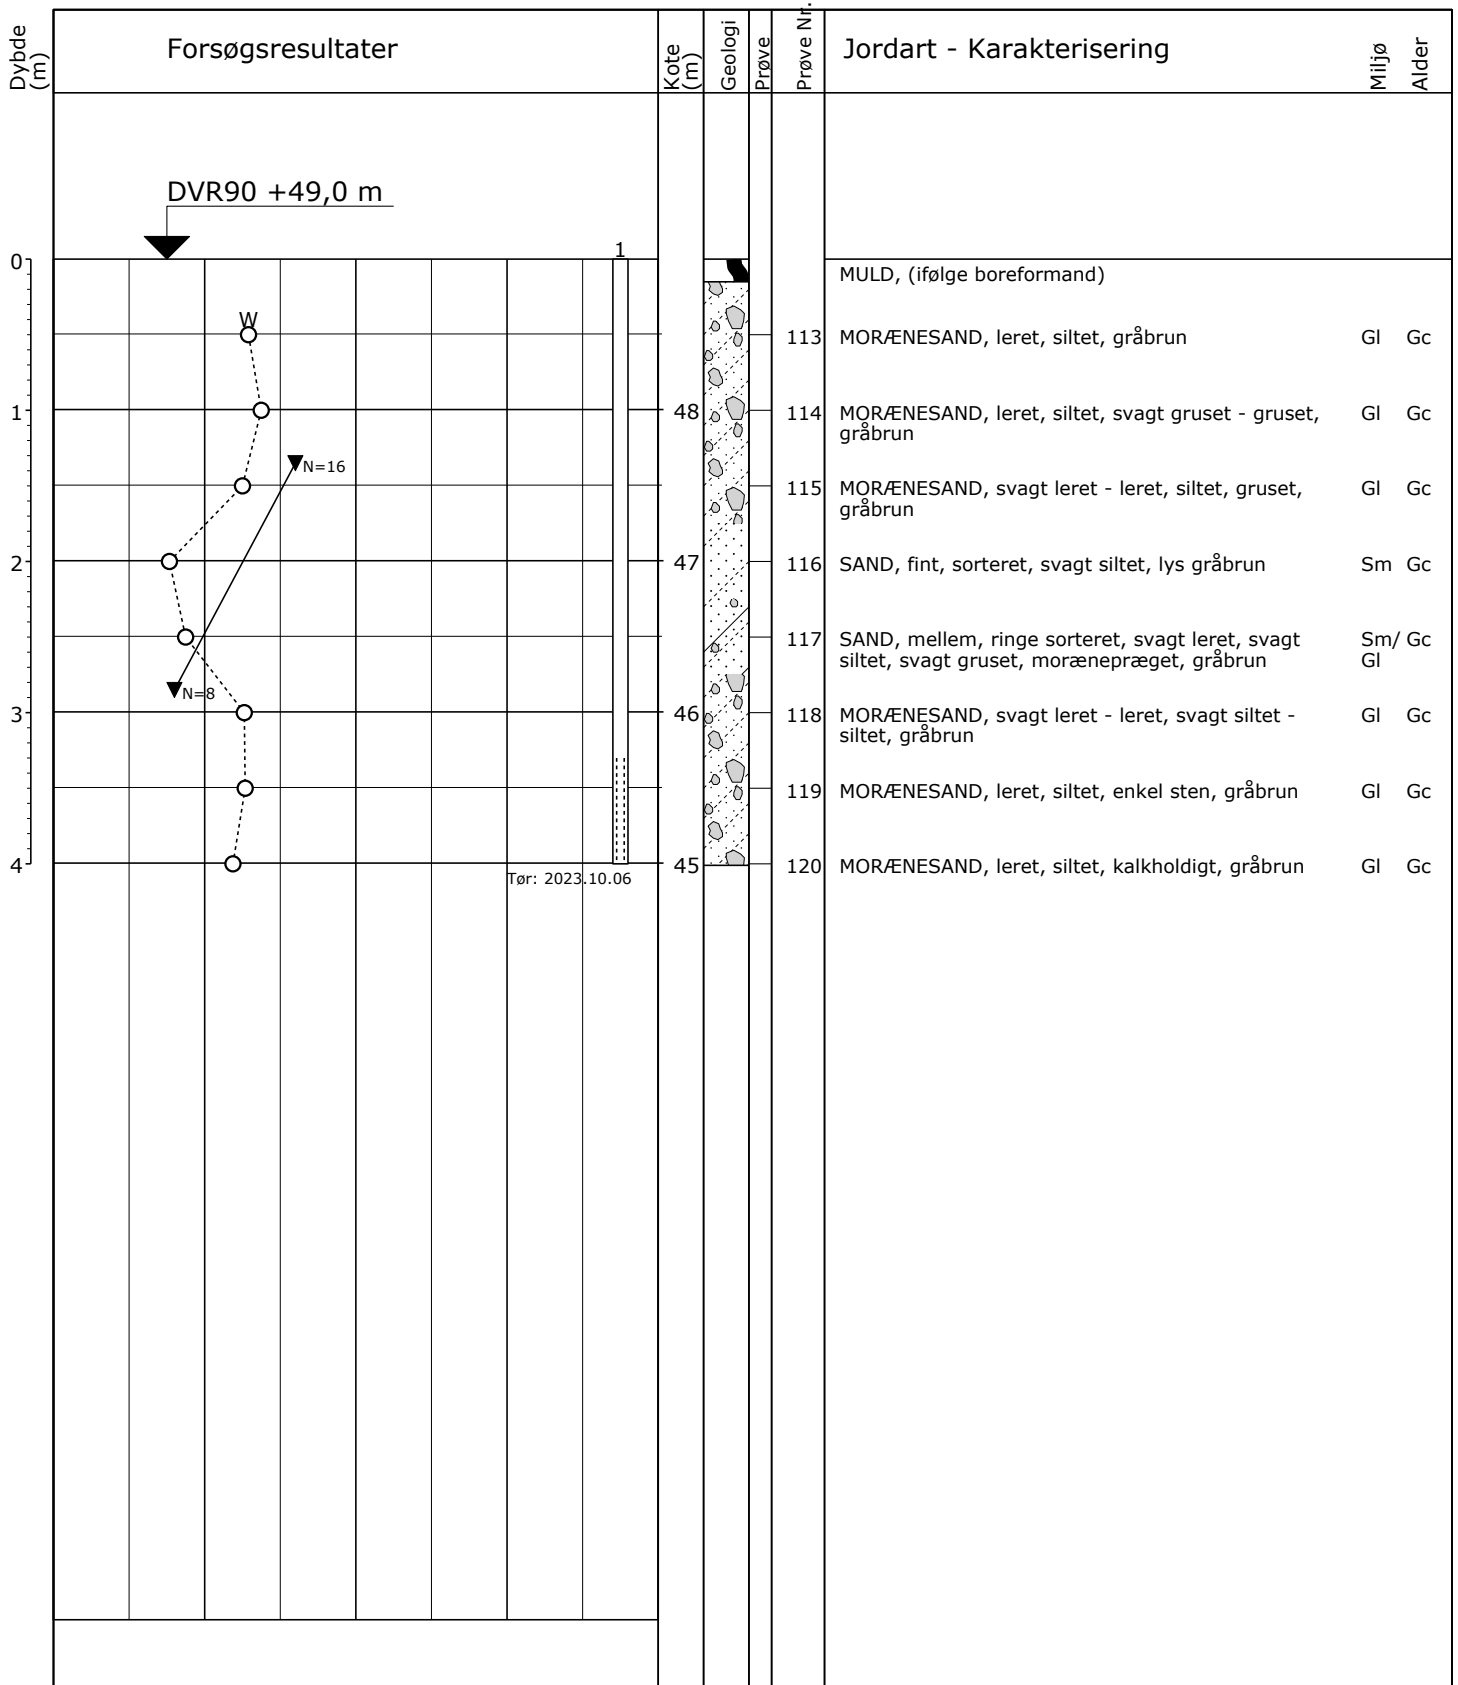 Dybde
(m)
Forsøgsresultater
Kote
(m)
Geologi
Prøve
Prøve Nr.
Jordart - Karakterisering
Miljø
Alder
DVR90 +49,0 m
1
0
MULD, (ifølge boreformand)
W
113 MORÆNESAND, leret, siltet, gråbrun Gl Gc
1 48 114 MORÆNESAND, leret, siltet, svagt gruset - gruset, Gl Gc
gråbrun
N=16
115 MORÆNESAND, svagt leret - leret, siltet, gruset, Gl Gc
gråbrun
2 47 116 SAND, fint, sorteret, svagt siltet, lys gråbrun Sm Gc
117 SAND, mellem, ringe sorteret, svagt leret, svagt Sm/ Gc
siltet, svagt gruset, morænepræget, gråbrun Gl
N=8
3 46 118 MORÆNESAND, svagt leret - leret, svagt siltet - Gl Gc
siltet, gråbrun
119 MORÆNESAND, leret, siltet, enkel sten, gråbrun Gl Gc
4 45 120 MORÆNESAND, leret, siltet, kalkholdigt, gråbrun Gl Gc
Tør: 2023.10.06